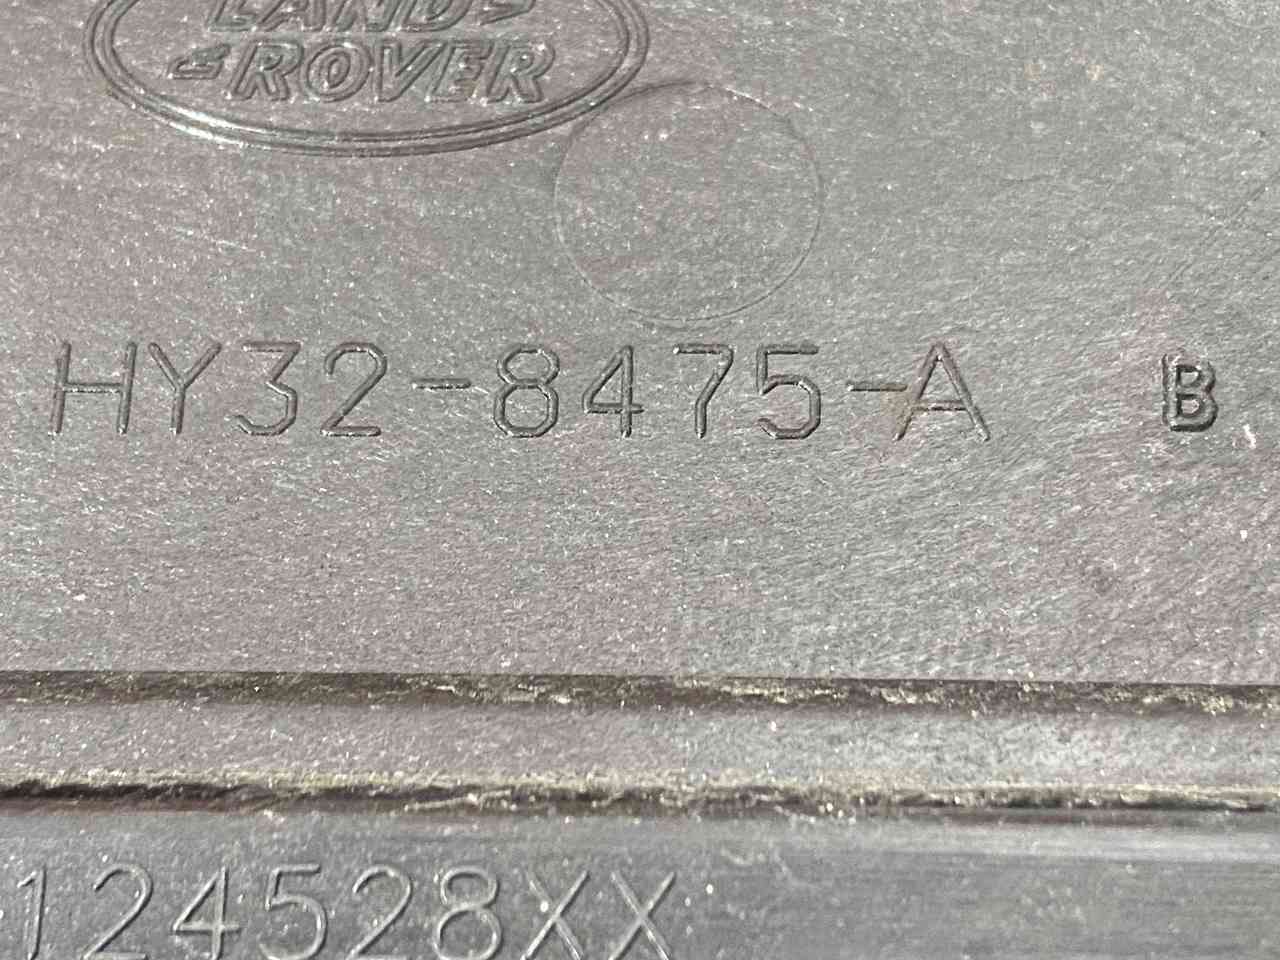 LAND
ROVER
HY32-8475-A B
124528XX